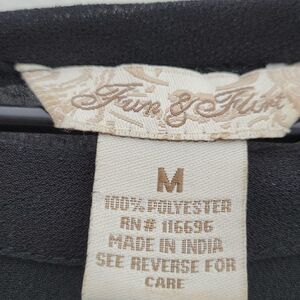 Fun & Flirt
M
100% POLYESTER
RN# 116696
MADE IN INDIA
SEE REVERSE FOR
CARE